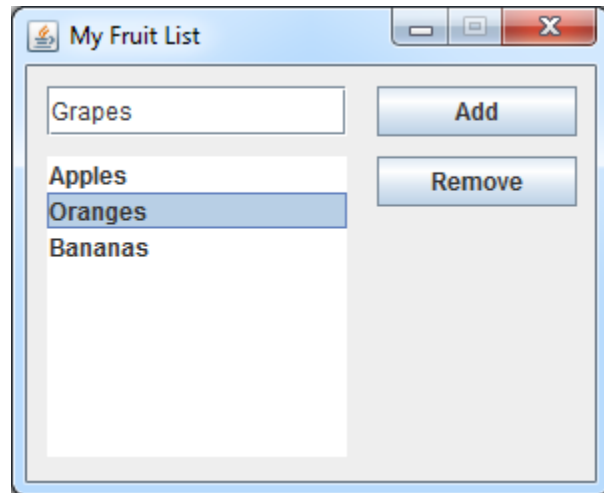 My Fruit List
Grapes
Add
Apples
Remove
Oranges
Bananas